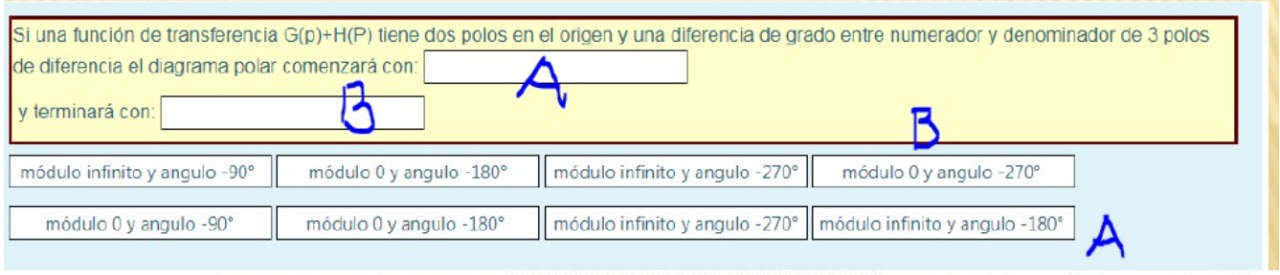 Si una función de transferencia G(p)+H(P) tiene dos polos en el origen y una diferencia de grado entre numerador y denominador de 3 polos
de diferencia el diagrama polar comenzará con: A
y terminará con: B
B
módulo infinito y angulo -90° módulo 0 y angulo -180° módulo infinito y angulo -270° módulo 0 y angulo -270°
módulo 0 y angulo -90° módulo 0 y angulo -180° módulo infinito y angulo -270° módulo infinito y angulo -180° A